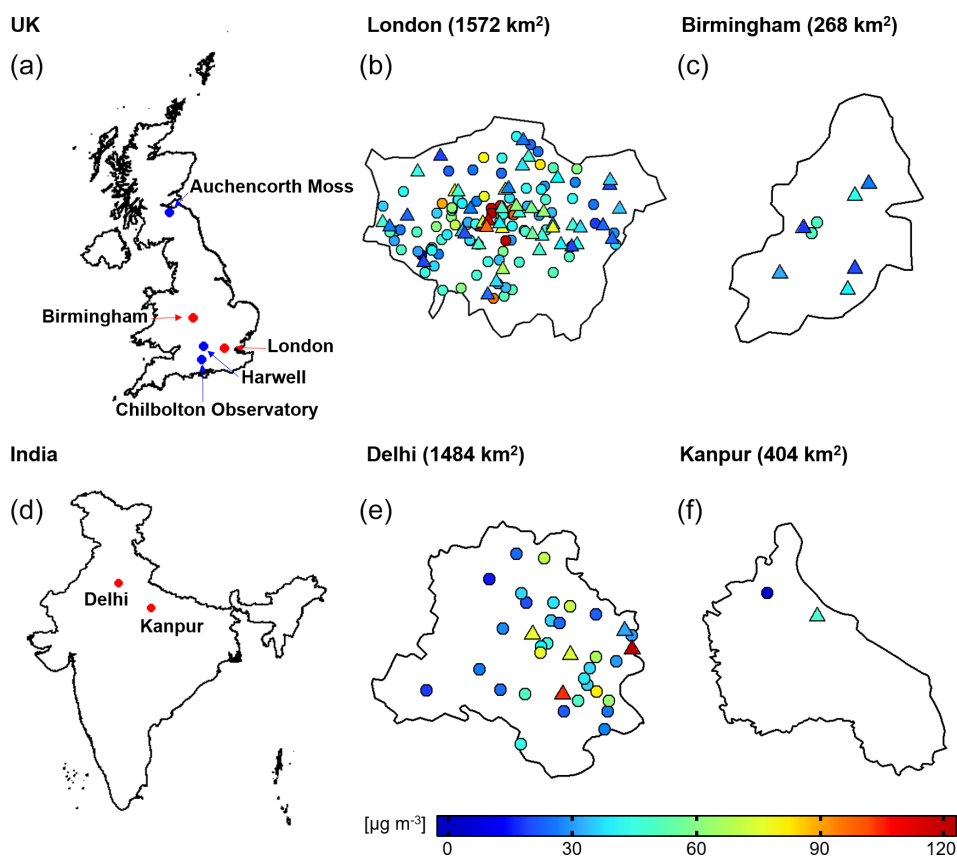 UK London (1572 km²) Birmingham (268 km²)
(a) (b) (c)
Auchencorth Moss
Birmingham
London
Harwell
Chilbolton Observatory
India Delhi (1484 km²) Kanpur (404 km²)
(d) (e) (f)
Delhi
Kanpur
[µg m⁻³]
0 30 60 90 120